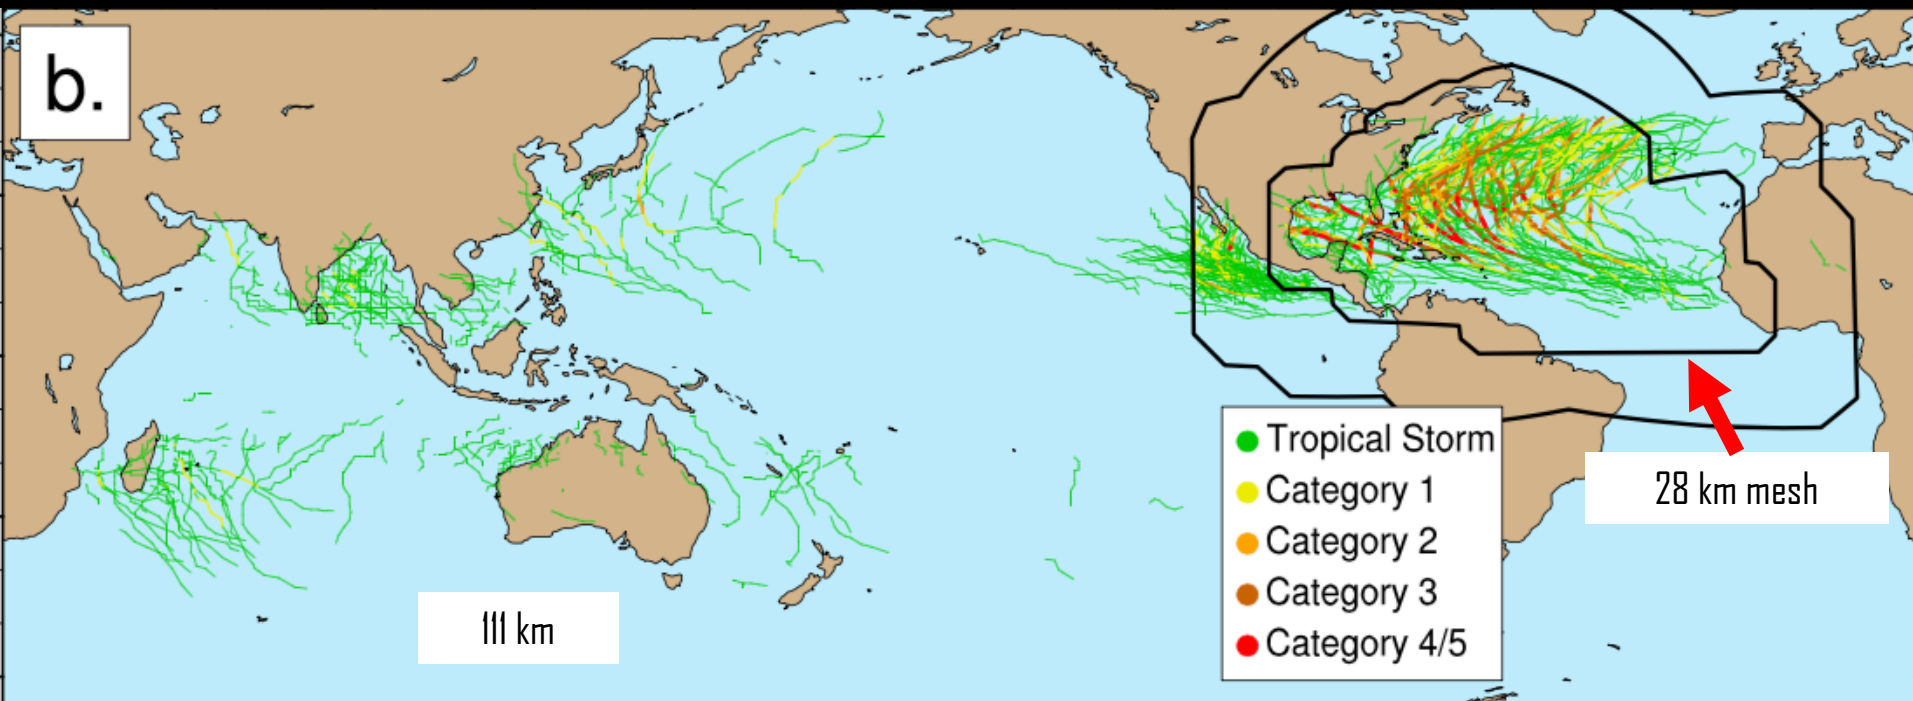 b.
Tropical Storm
Category 1
Category 2
Category 3
Category 4/5
28 km mesh
111 km